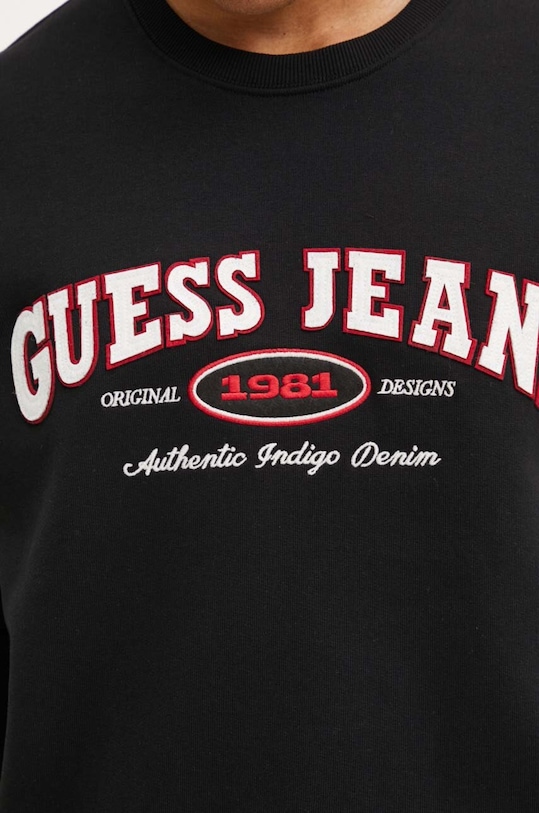 GUESS JEAN
ORIGINAL 1981 DESIGNS
Authentic Indigo Denim